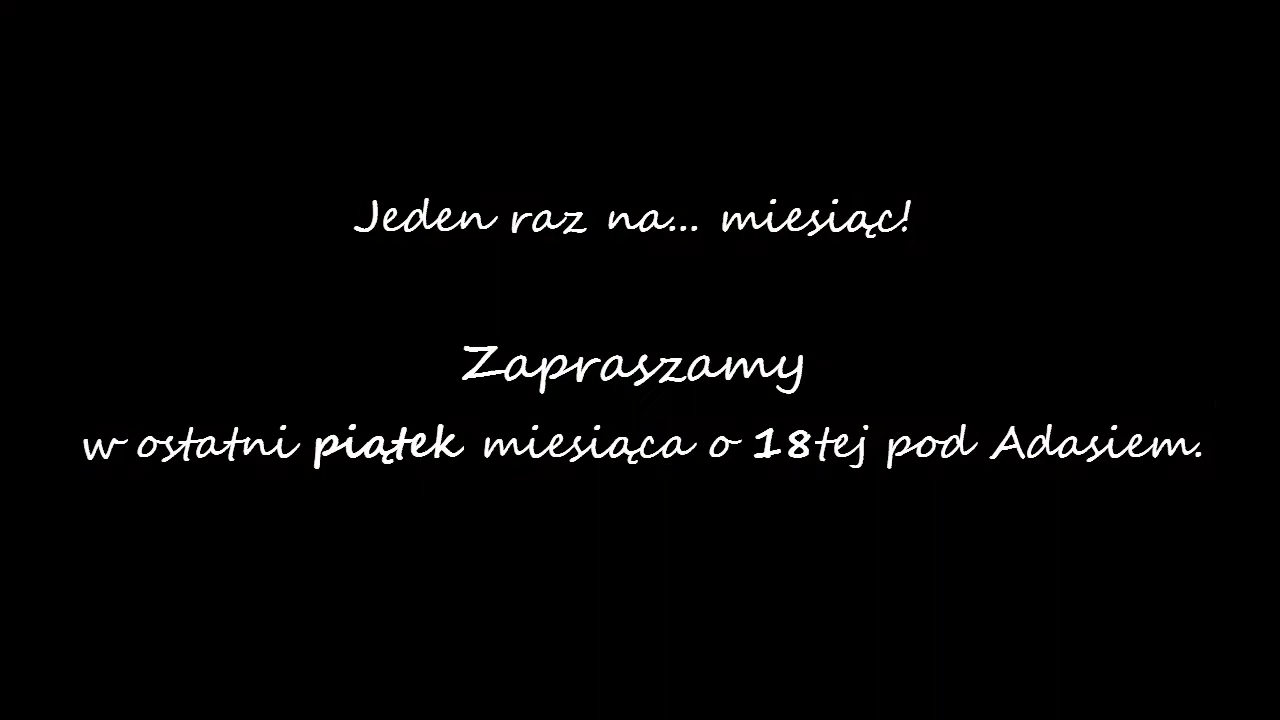 Jeden raz na... miesiąc!
Zapraszamy
w ostatni piątek miesiąca o 18tej pod Adasiem.